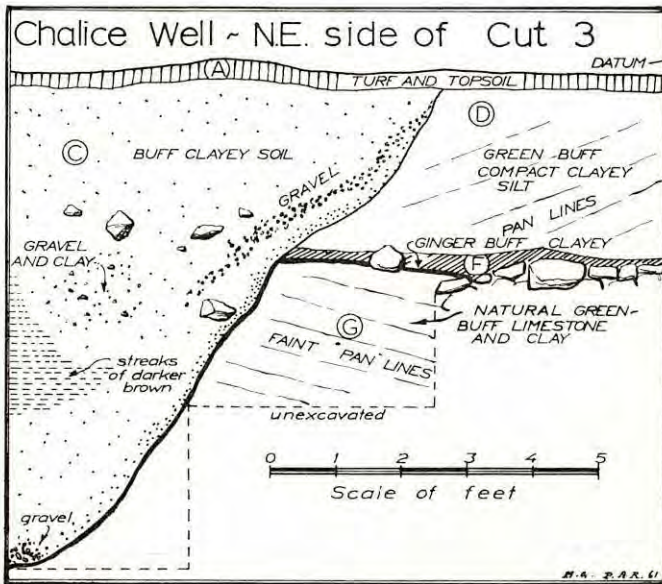 Chalice Well ~ N.E. side of Cut 3
DATUM
A
TURF AND TOPSOIL
C
BUFF CLAYEY SOIL
GRAVEL
D
GREEN BUFF
COMPACT CLAYEY
SILT
PAN LINES
GRAVEL
AND CLAY
GINGER BUFF CLAYEY
F
G
NATURAL GREEN-
BUFF LIMESTONE
AND CLAY
FAINT PAN LINES
streaks
of darker
brown
unexcavated
0 1 2 3 4 5
Scale of feet
gravel
P.A.R. 61